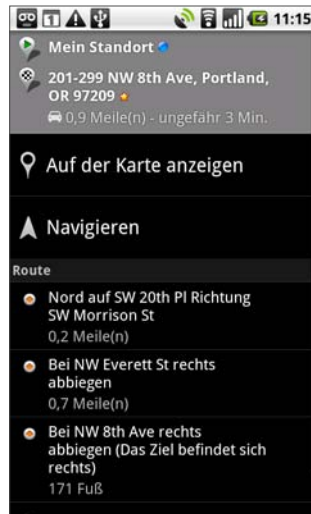 11:15
Mein Standort
201-299 NW 8th Ave, Portland,
OR 97209
0,9 Meile(n) - ungefähr 3 Min.
Auf der Karte anzeigen
Navigieren
Route
Nord auf SW 20th Pl Richtung
SW Morrison St
0,2 Meile(n)
Bei NW Everett St rechts
abbiegen
0,7 Meile(n)
Bei NW 8th Ave rechts
abbiegen (Das Ziel befindet sich
rechts)
171 Fuß